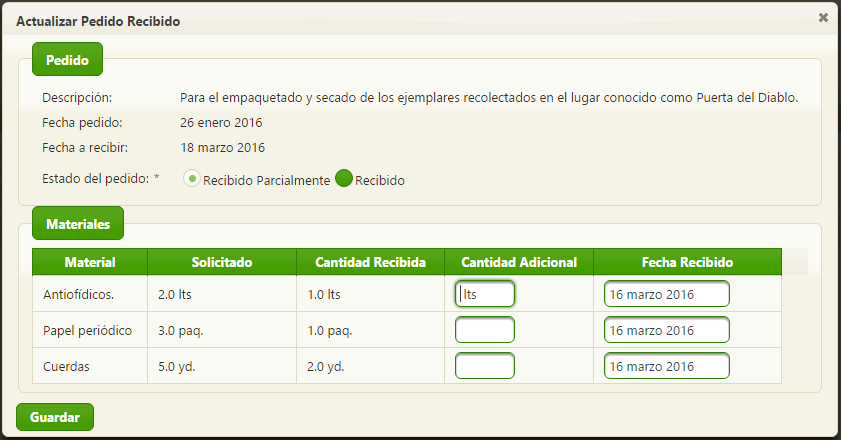 Actualizar Pedido Recibido
Pedido
Descripción: Para el empaquetado y secado de los ejemplares recolectados en el lugar conocido como Puerta del Diablo.
Fecha pedido: 26 enero 2016
Fecha a recibir: 18 marzo 2016
Estado del pedido: * Recibido Parcialmente Recibido
Materiales
Material Solicitado Cantidad Recibida Cantidad Adicional Fecha Recibido
Antiofídicos. 2.0 lts 1.0 lts lts 16 marzo 2016
Papel periódico 3.0 paq. 1.0 paq. 16 marzo 2016
Cuerdas 5.0 yd. 2.0 yd. 16 marzo 2016
Guardar